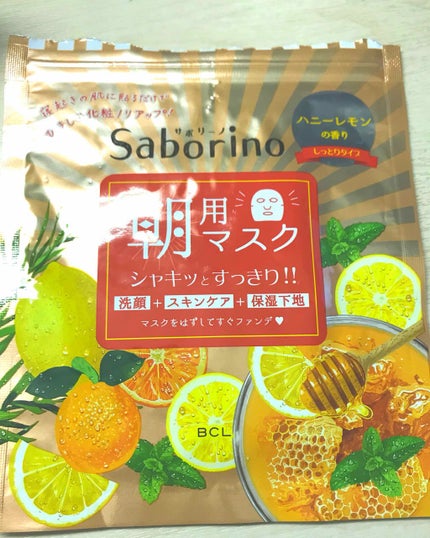 寝起きの肌に貼るだけで
化粧ノリアップ!
サボリーノ
Saborino
ハニーレモン
の香り
しっとりタイプ
朝用
マスク
シャキッとすっきり!!
洗顔+スキンケア+保湿下地
マスクをはずしてすぐファンデ♥
BCL